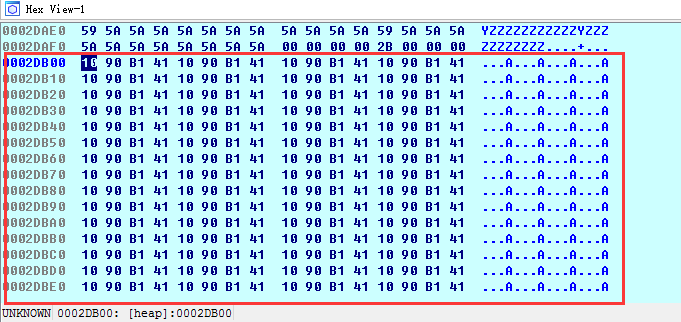 Hex View-1
0002DAE0 59 5A 5A 5A 5A 5A 5A 5A 5A 5A 5A 5A 59 5A 5A 5A YZZZZZZZZZZZYZZZ
0002DAF0 5A 5A 5A 5A 5A 5A 5A 5A 00 00 00 00 2B 00 00 00 ZZZZZZZZ....+...
0002DB00 10 90 B1 41 10 90 B1 41 10 90 B1 41 10 90 B1 41 ...A...A...A...A
0002DB10 10 90 B1 41 10 90 B1 41 10 90 B1 41 10 90 B1 41 ...A...A...A...A
0002DB20 10 90 B1 41 10 90 B1 41 10 90 B1 41 10 90 B1 41 ...A...A...A...A
0002DB30 10 90 B1 41 10 90 B1 41 10 90 B1 41 10 90 B1 41 ...A...A...A...A
0002DB40 10 90 B1 41 10 90 B1 41 10 90 B1 41 10 90 B1 41 ...A...A...A...A
0002DB50 10 90 B1 41 10 90 B1 41 10 90 B1 41 10 90 B1 41 ...A...A...A...A
0002DB60 10 90 B1 41 10 90 B1 41 10 90 B1 41 10 90 B1 41 ...A...A...A...A
0002DB70 10 90 B1 41 10 90 B1 41 10 90 B1 41 10 90 B1 41 ...A...A...A...A
0002DB80 10 90 B1 41 10 90 B1 41 10 90 B1 41 10 90 B1 41 ...A...A...A...A
0002DB90 10 90 B1 41 10 90 B1 41 10 90 B1 41 10 90 B1 41 ...A...A...A...A
0002DBA0 10 90 B1 41 10 90 B1 41 10 90 B1 41 10 90 B1 41 ...A...A...A...A
0002DBB0 10 90 B1 41 10 90 B1 41 10 90 B1 41 10 90 B1 41 ...A...A...A...A
0002DBC0 10 90 B1 41 10 90 B1 41 10 90 B1 41 10 90 B1 41 ...A...A...A...A
0002DBD0 10 90 B1 41 10 90 B1 41 10 90 B1 41 10 90 B1 41 ...A...A...A...A
0002DBE0 10 90 B1 41 10 90 B1 41 10 90 B1 41 10 90 B1 41 ...A...A...A...A
UNKNOWN 0002DB00: [heap]:0002DB00